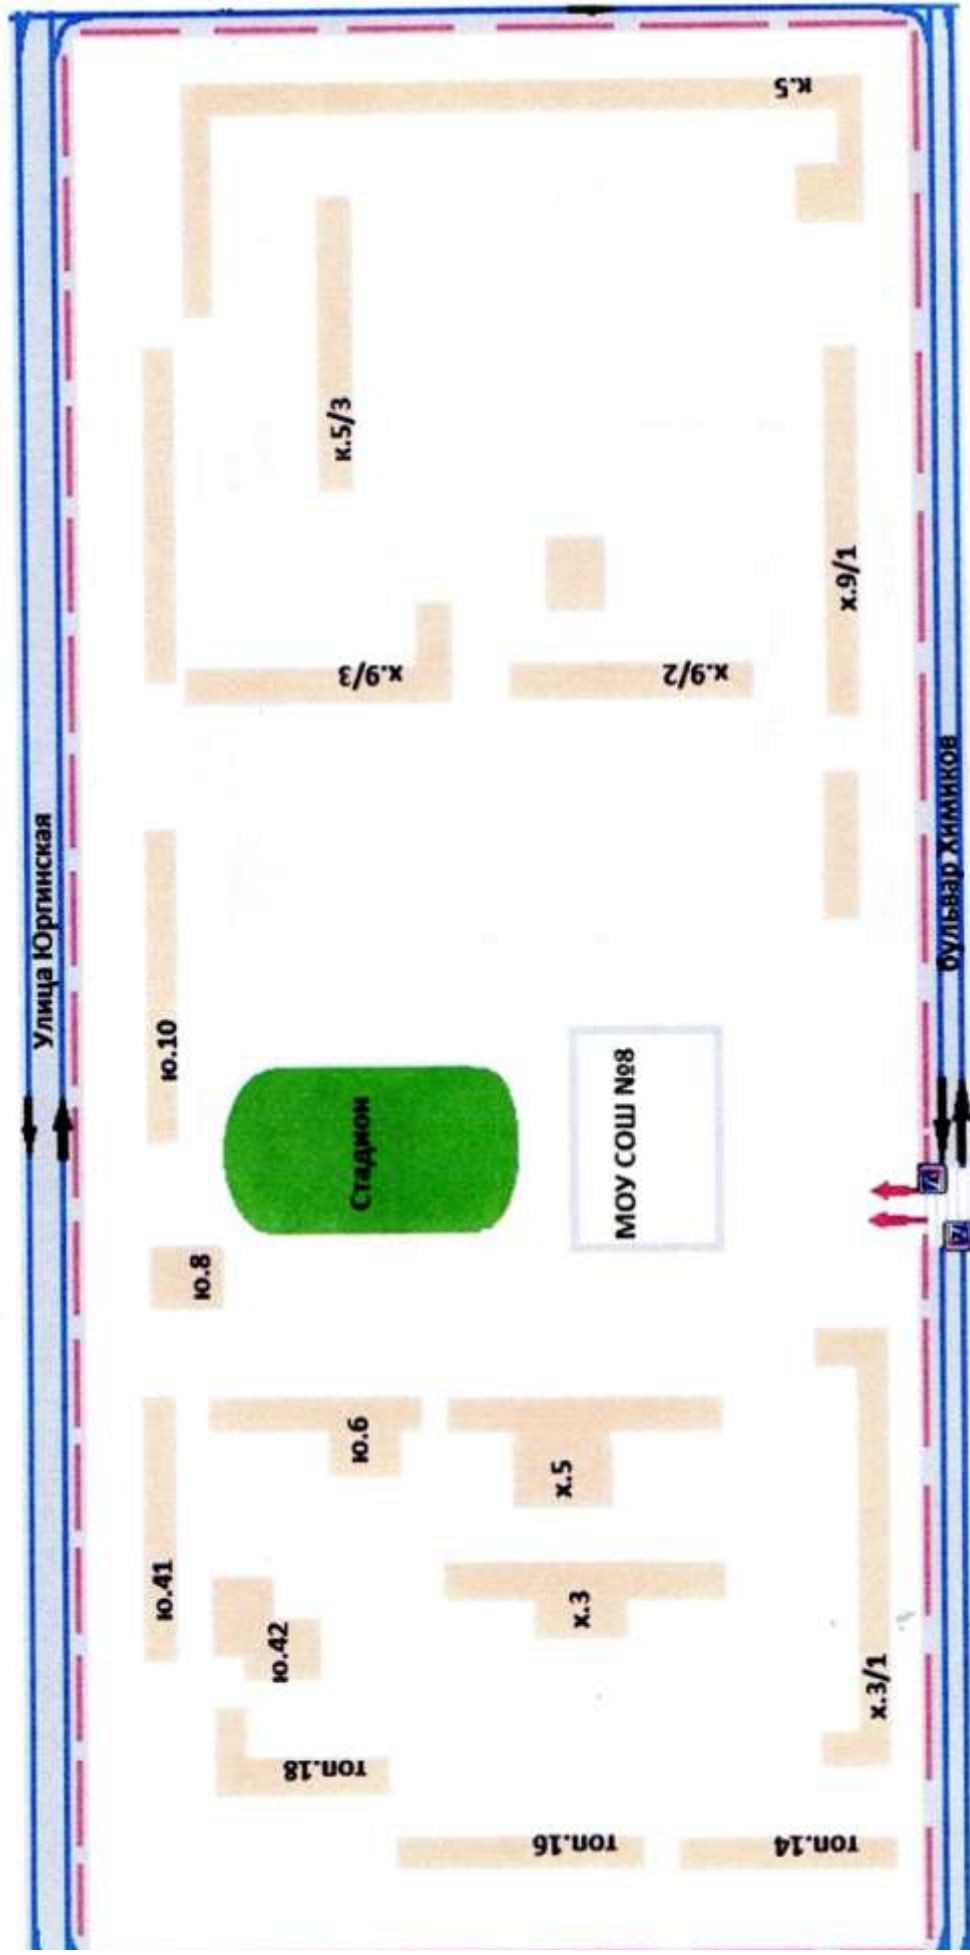 к.5
к.5/3
х.9/1
х.9/3
х.9/2
Улица Юргинская
бульвар Химиков
ю.10
Стадион
МОУ СОШ №8
ю.8
ю.6
х.5
ю.41
х.3
ю.42
х.3/1
топ.18
топ.16
топ.14